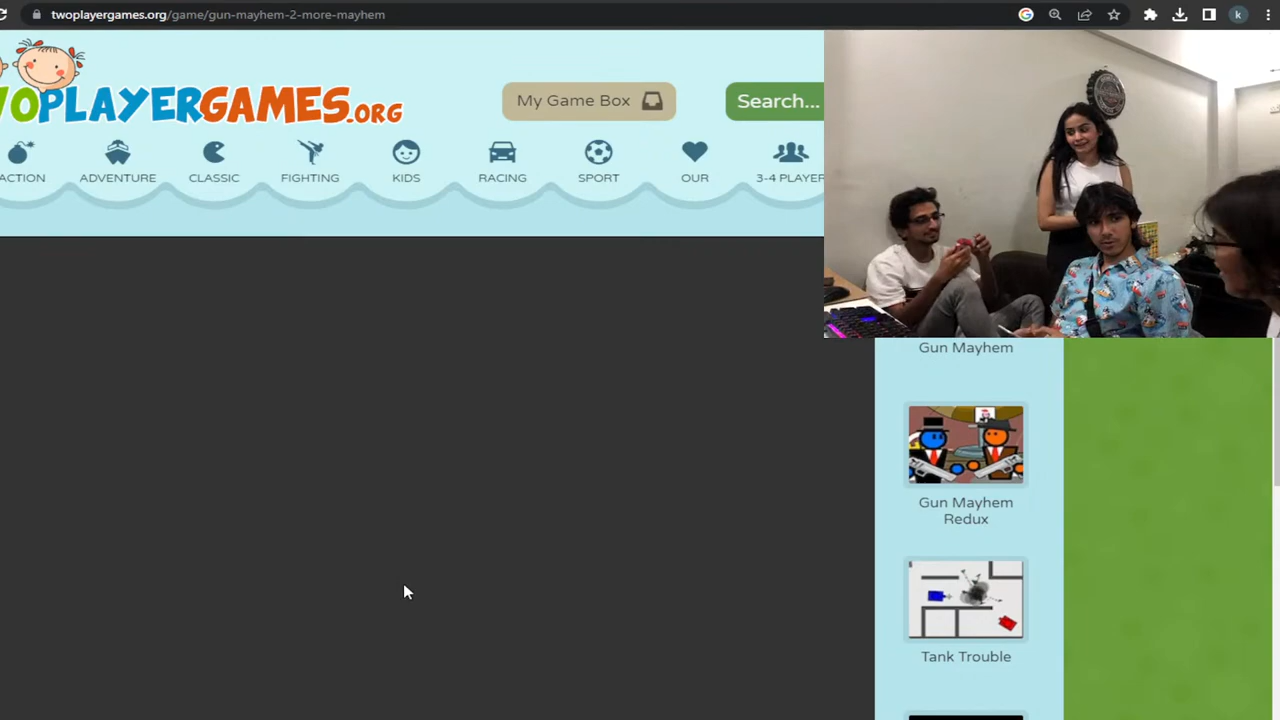 twoplayergames.org/game/gun-mayhem-2-more-mayhem
k
WOPLAYERGAMES.ORG
My Game Box
Search...
ACTION
ADVENTURE
CLASSIC
FIGHTING
KIDS
RACING
SPORT
OUR
3-4 PLAYER
Gun Mayhem
Gun Mayhem
Redux
Tank Trouble